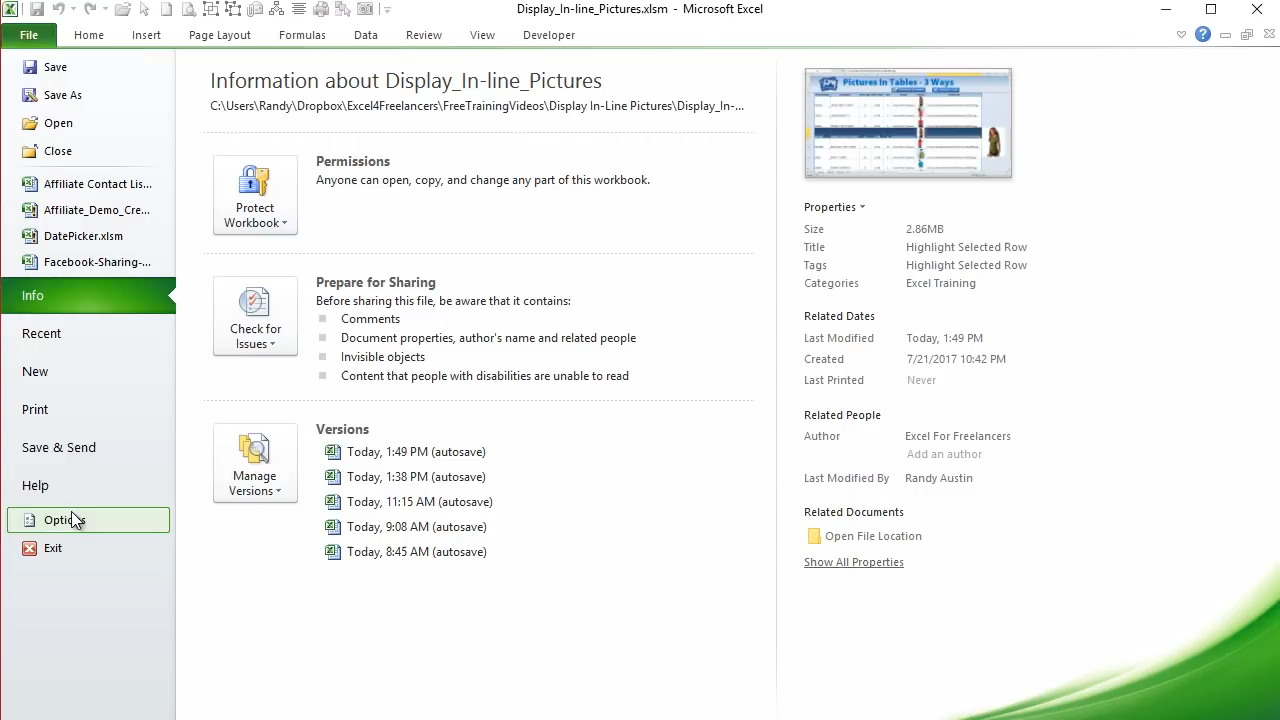 Display_In-line_Pictures.xlsm - Microsoft Excel
File Home Insert Page Layout Formulas Data Review View Developer
Save
Save As
Open
Close
Affiliate Contact Lis...
Affiliate_Demo_Cre...
DatePicker.xlsm
Facebook-Sharing-...
Info
Recent
New
Print
Save & Send
Help
Exit
Information about Display_In-line_Pictures
C:\Users\Randy\Dropbox\Excel4Freelancers\FreeTrainingVideos\Display In-Line Pictures\Display_In-...
Protect
Workbook
Permissions
Anyone can open, copy, and change any part of this workbook.
Check for
Issues
Prepare for Sharing
Before sharing this file, be aware that it contains:
Comments
Document properties, author's name and related people
Invisible objects
Content that people with disabilities are unable to read
Manage
Versions
Versions
Today, 1:49 PM (autosave)
Today, 1:38 PM (autosave)
Today, 11:15 AM (autosave)
Today, 9:08 AM (autosave)
Today, 8:45 AM (autosave)
Pictures In Tables - 3 Ways
Properties
Size 2.86MB
Title Highlight Selected Row
Tags Highlight Selected Row
Categories Excel Training
Related Dates
Last Modified Today, 1:49 PM
Created 7/21/2017 10:42 PM
Last Printed Never
Related People
Author Excel For Freelancers
Add an author
Last Modified By Randy Austin
Related Documents
Open File Location
Show All Properties